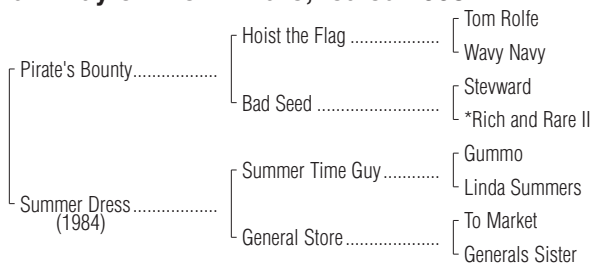 Tom Rolfe
Hoist the Flag ....................
Wavy Navy
Pirate's Bounty.................
Stevward
Bad Seed ...........................
*Rich and Rare II
Gummo
Summer Time Guy............
Linda Summers
Summer Dress.................
(1984)
To Market
General Store.....................
Generals Sister